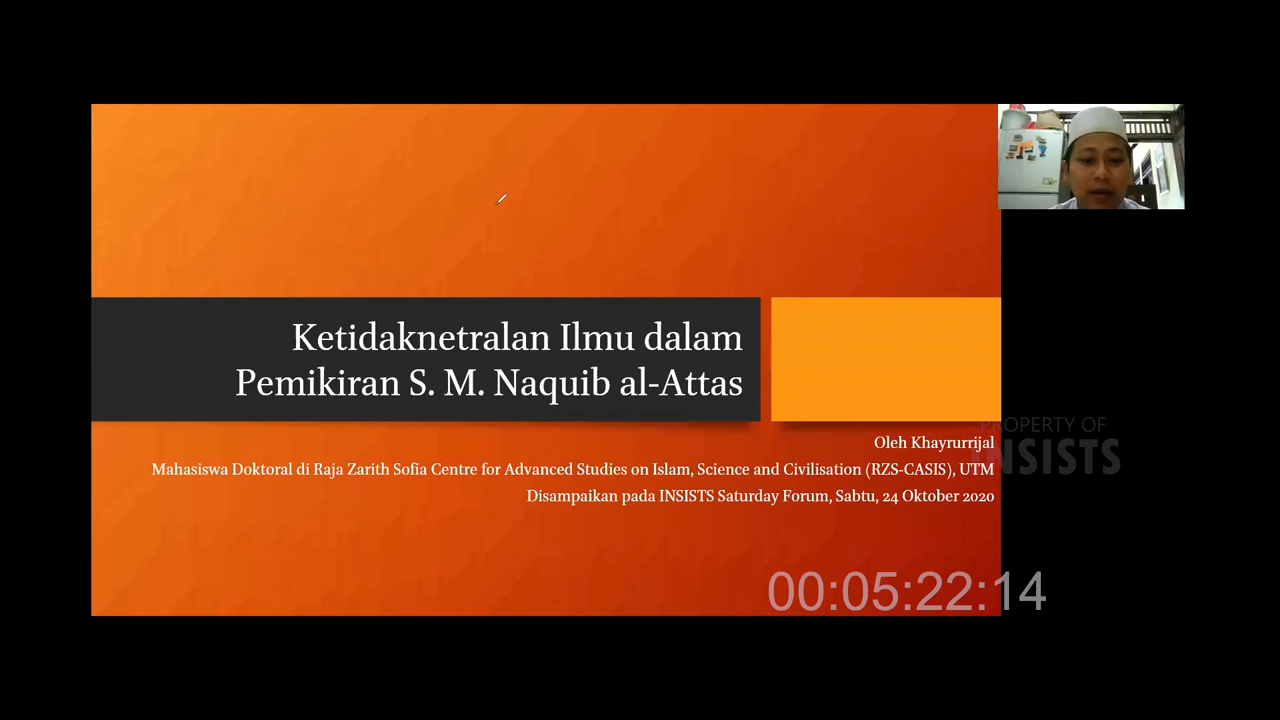 Ketidaknetralan Ilmu dalam
Pemikiran S. M. Naquib al-Attas
Oleh Khayrurrijal
Mahasiswa Doktoral di Raja Zarith Sofia Centre for Advanced Studies on Islam, Science and Civilisation (RZS-CASIS), UTM
Disampaikan pada INSISTS Saturday Forum, Sabtu, 24 Oktober 2020
PROPERTY OF
INSISTS
00:05:22:14